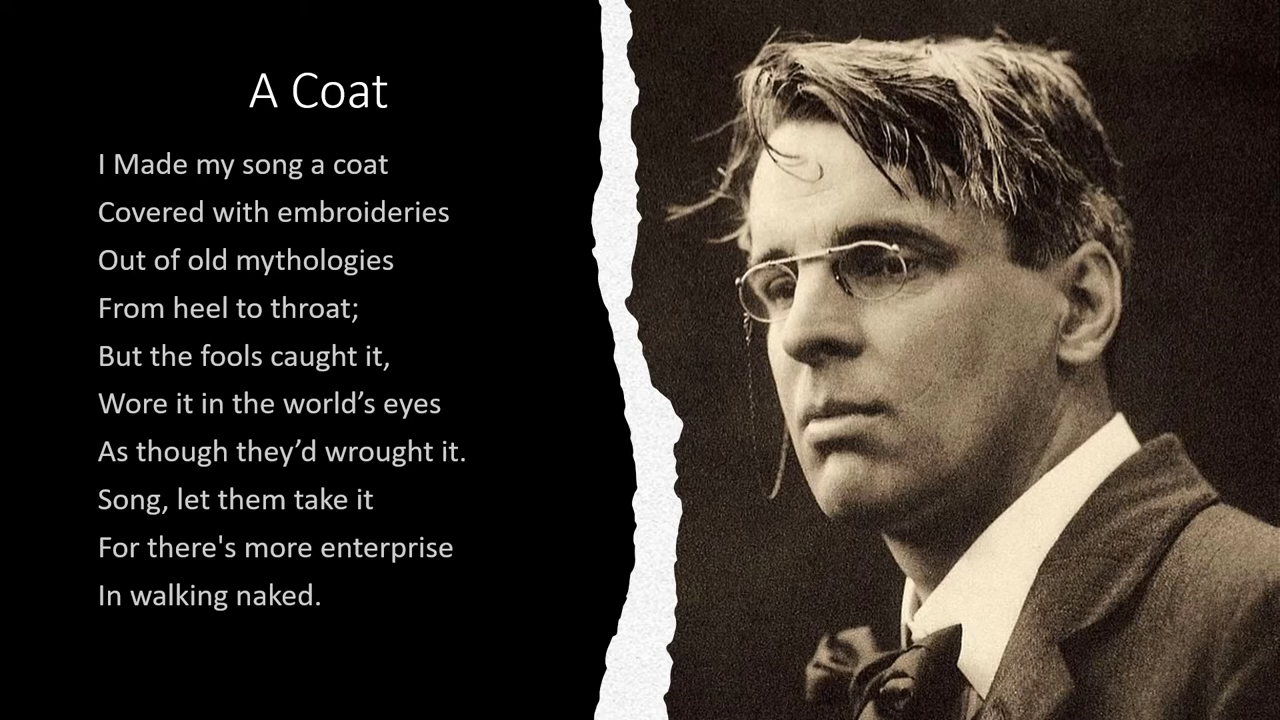 A Coat
I Made my song a coat
Covered with embroideries
Out of old mythologies
From heel to throat;
But the fools caught it,
Wore it in the world’s eyes
As though they’d wrought it.
Song, let them take it
For there's more enterprise
In walking naked.